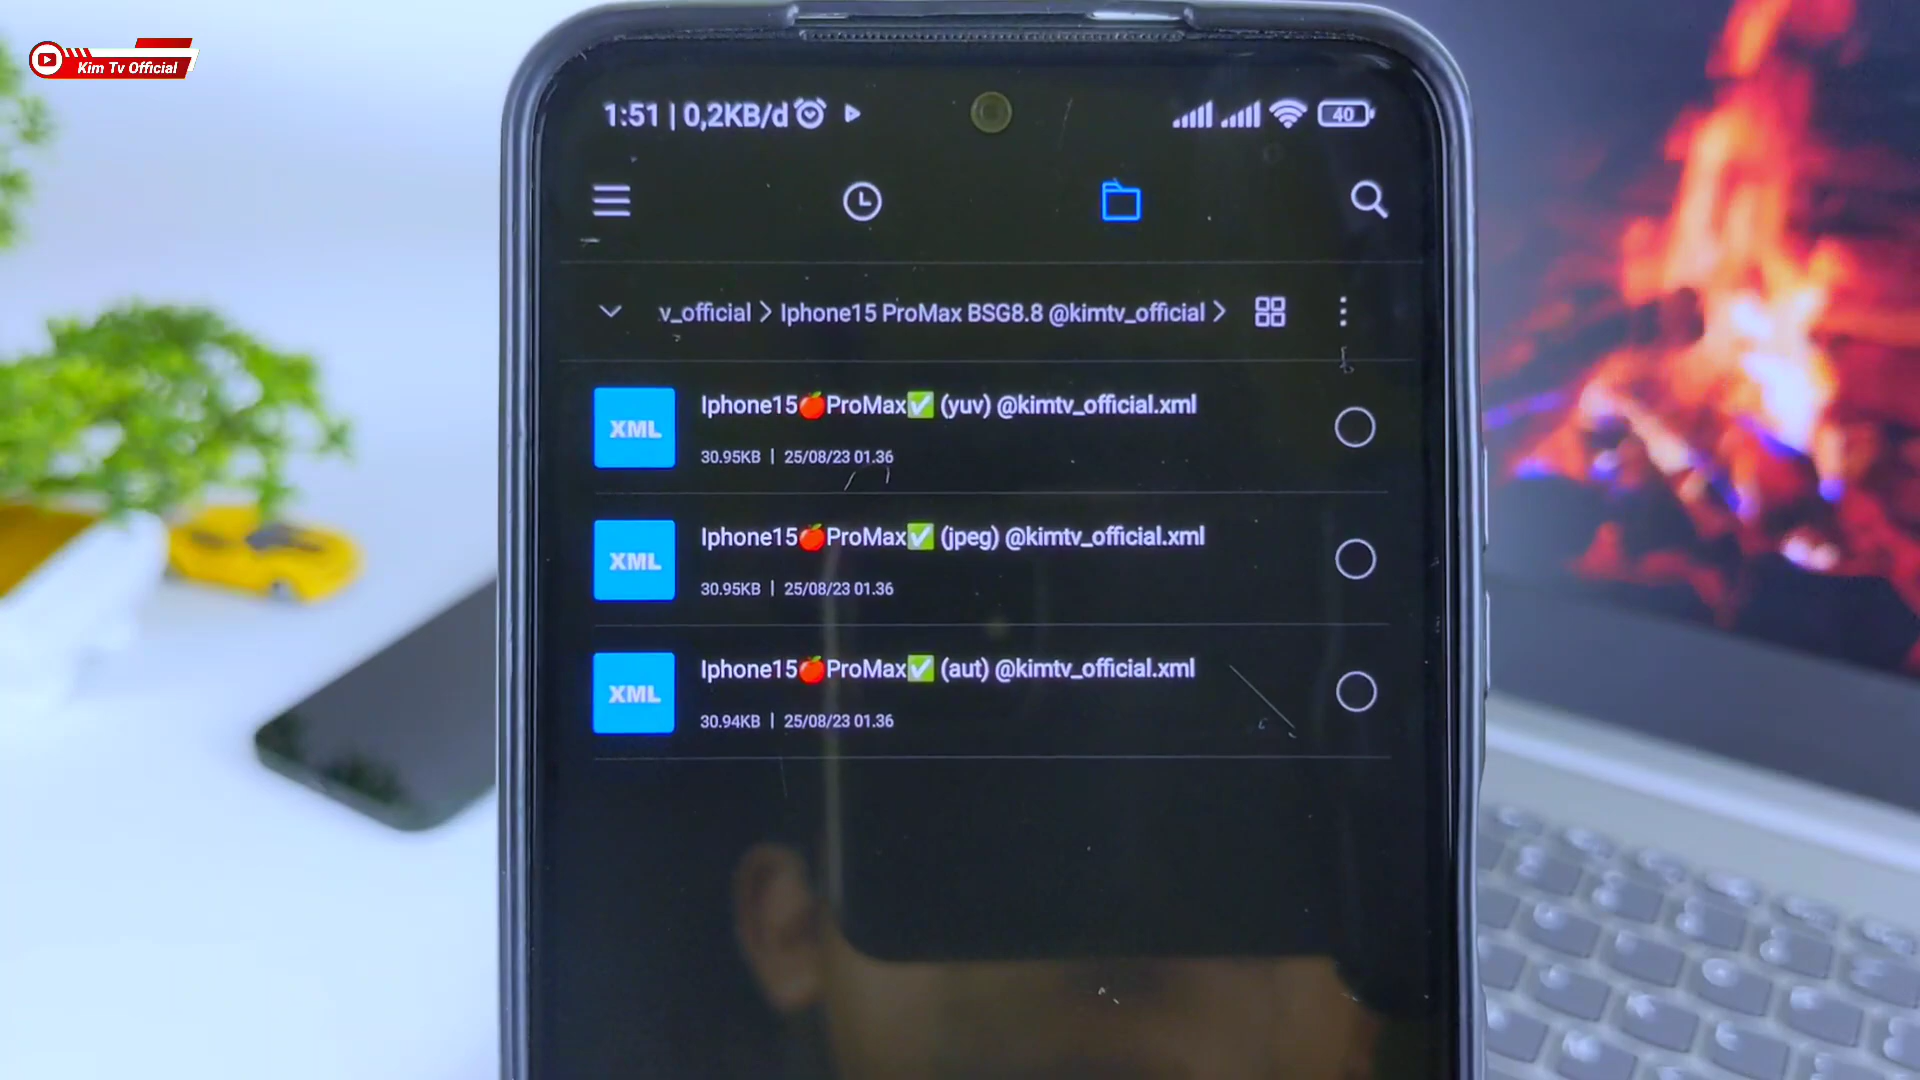 Kim Tv Official
1:51 | 0,2KB/d
40
v_official > Iphone15 ProMax BSG8.8 @kimtv_official >
XML
Iphone15🍎ProMax✅ (yuv) @kimtv_official.xml
30.95KB | 25/08/23 01.36
XML
Iphone15🍎ProMax✅ (jpeg) @kimtv_official.xml
30.95KB | 25/08/23 01.36
XML
Iphone15🍎ProMax✅ (aut) @kimtv_official.xml
30.94KB | 25/08/23 01.36